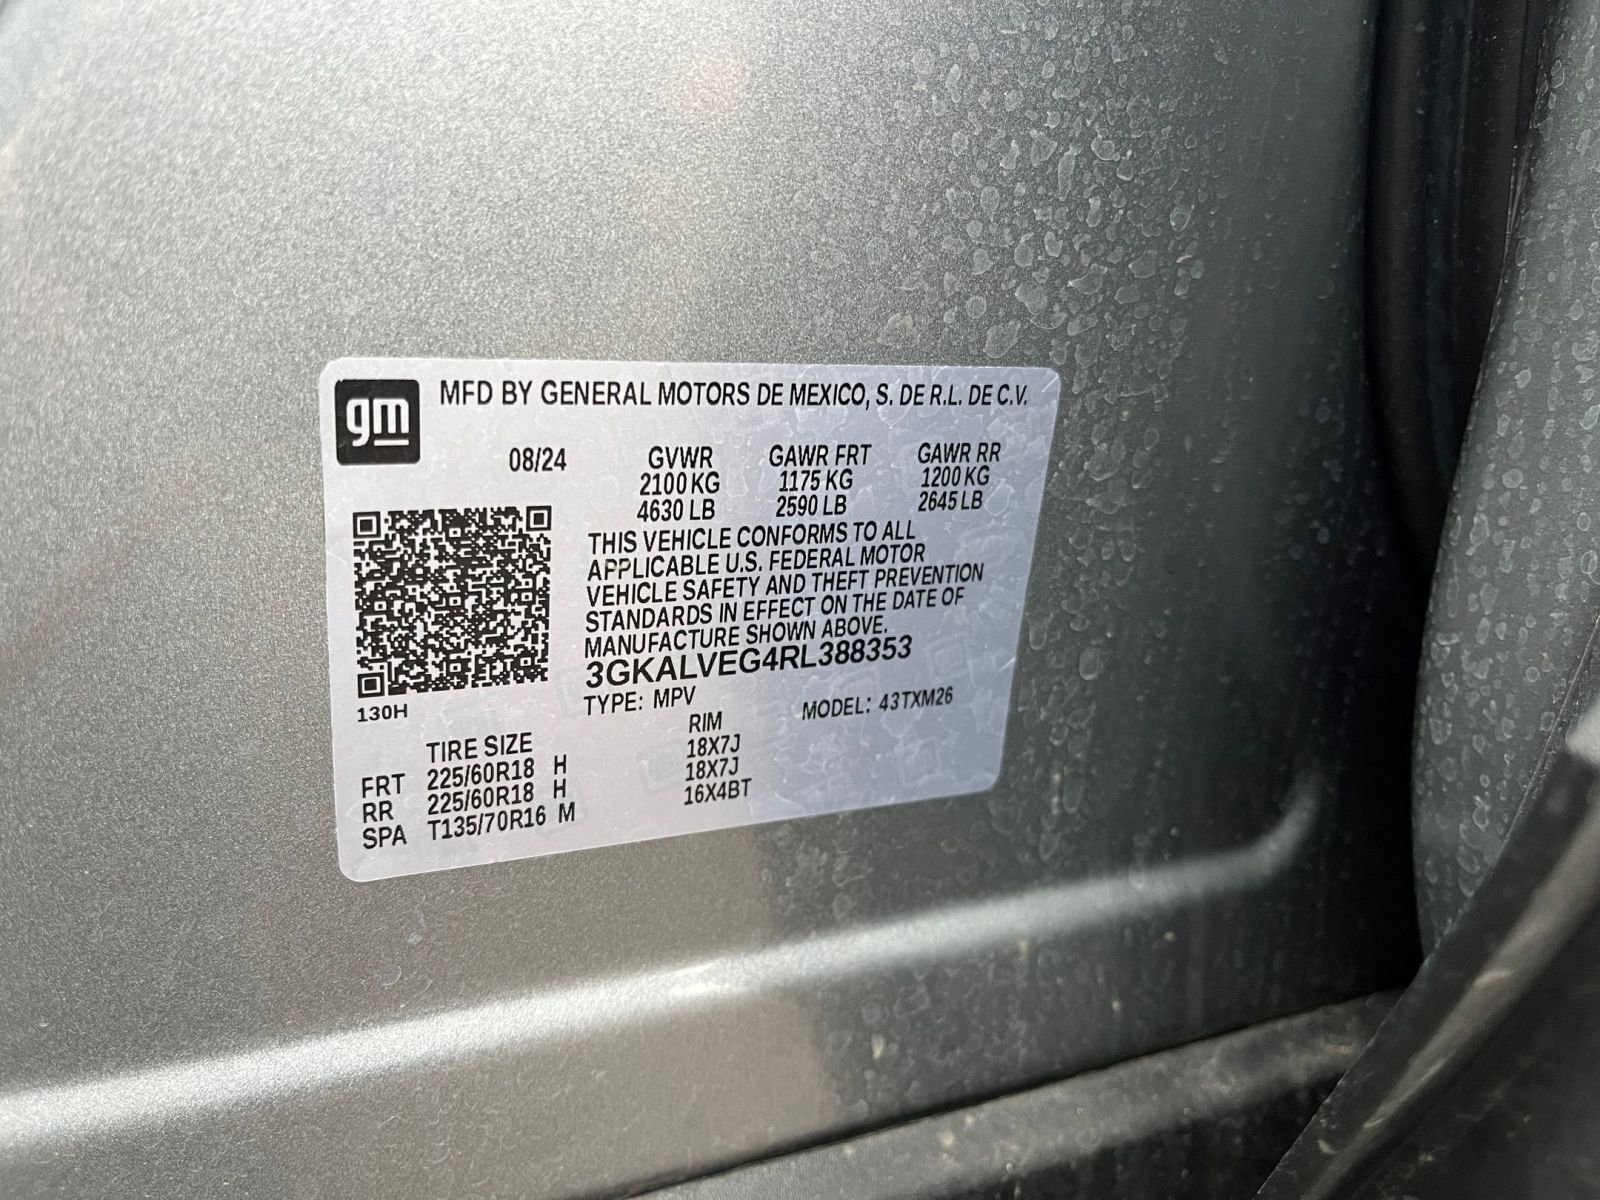 gm
MFD BY GENERAL MOTORS DE MEXICO, S. DE R.L. DE C.V.
08/24 GVWR GAWR FRT GAWR RR
2100 KG 1175 KG 1200 KG
4630 LB 2590 LB 2645 LB
THIS VEHICLE CONFORMS TO ALL
APPLICABLE U.S. FEDERAL MOTOR
VEHICLE SAFETY AND THEFT PREVENTION
STANDARDS IN EFFECT ON THE DATE OF
MANUFACTURE SHOWN ABOVE.
3GKALVEG4RL388353
TYPE: MPV MODEL: 43TXM26
130H
TIRE SIZE RIM
FRT 225/60R18 H 18X7J
RR 225/60R18 H 18X7J
SPA T135/70R16 M 16X4BT